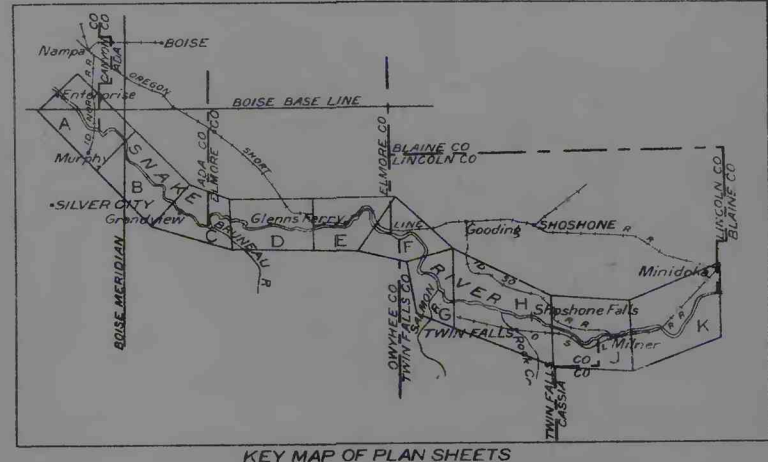 CO
CO
CANYON
ADA
BOISE
Nampa
R R
OREGON
SHORT
LINE
Enterprise
BOISE BASE LINE
A
Murphy
B
SNAKE
RIVER
ADA CO
ELMORE CO
ELMORE CO
BLAINE CO
LINCOLN CO
LINCOLN CO
BLAINE CO
SILVER CITY
Grandview
C
BRUNEAU R
D
Glenns Ferry
E
F
Gooding
SHOSHONE
R R
Minidoka
BOISE MERIDIAN
OWYHEE CO
TWIN FALLS CO
SALMON R
G
H
TWIN FALLS
Shoshone Falls
R R
Rock Cr
Milner
J
K
CO
CO
TWIN FALLS
CASSIA
KEY MAP OF PLAN SHEETS